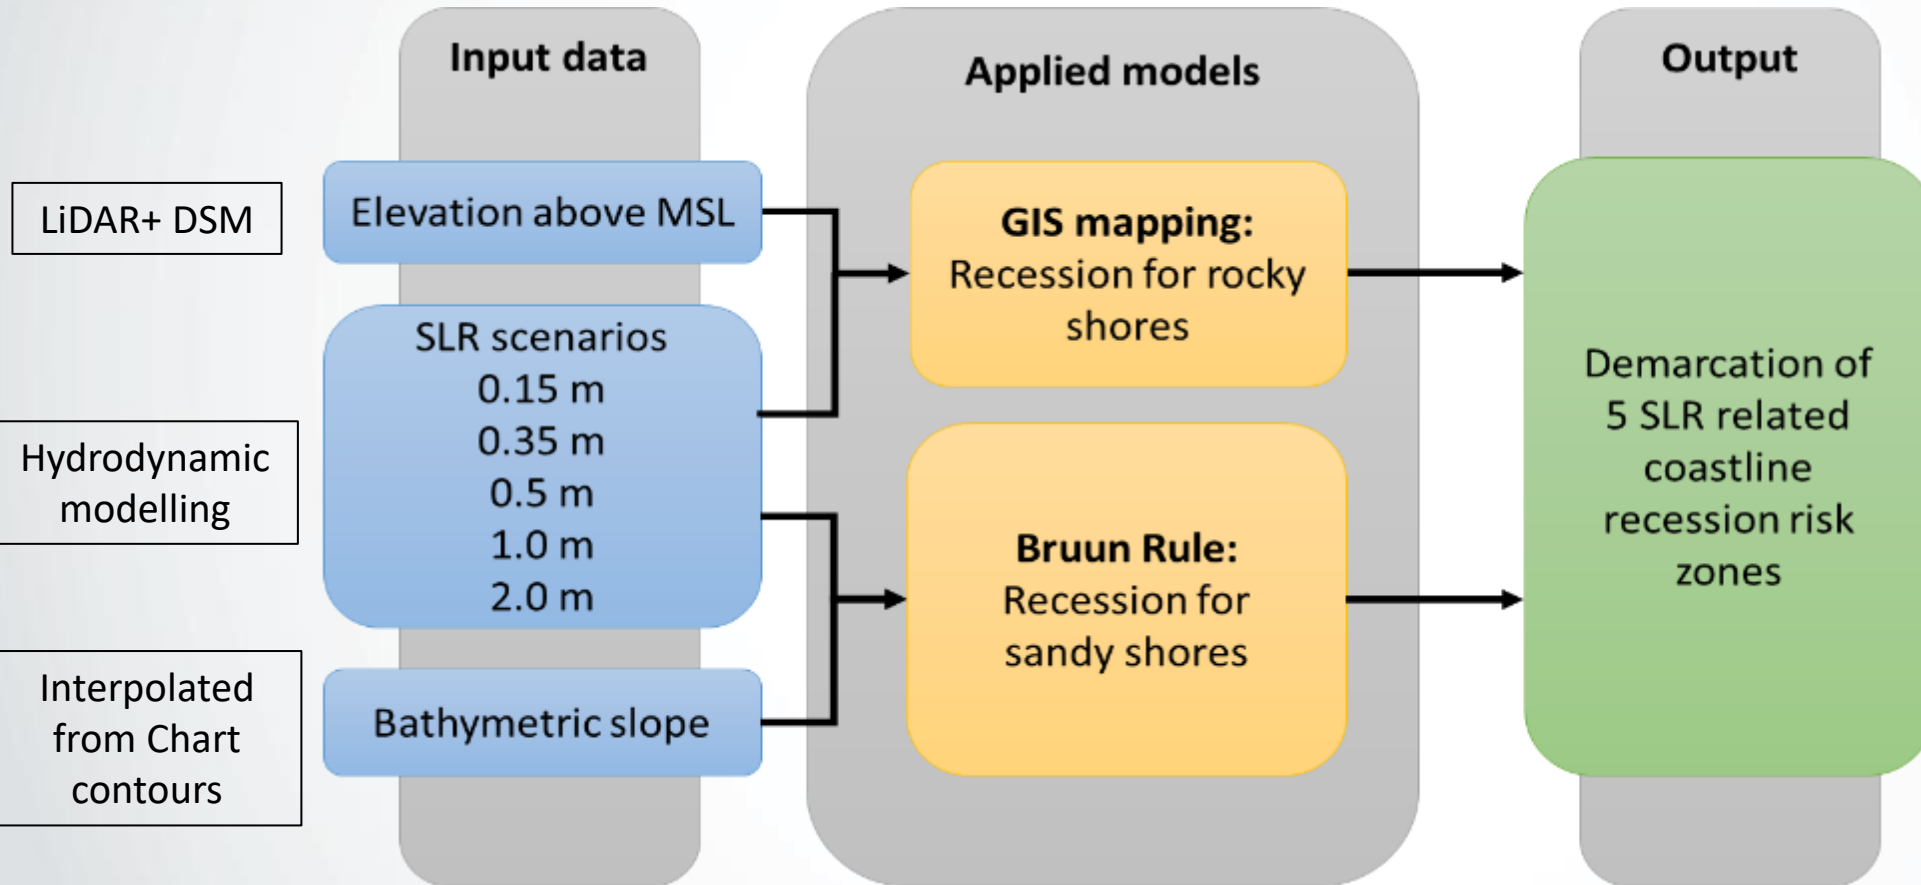 Input data
Applied models
Output
LiDAR+ DSM
Elevation above MSL
GIS mapping:
Recession for rocky
shores
SLR scenarios
0.15 m
0.35 m
0.5 m
1.0 m
2.0 m
Hydrodynamic
modelling
Bruun Rule:
Recession for
sandy shores
Demarcation of
5 SLR related
coastline
recession risk
zones
Interpolated
from Chart
contours
Bathymetric slope